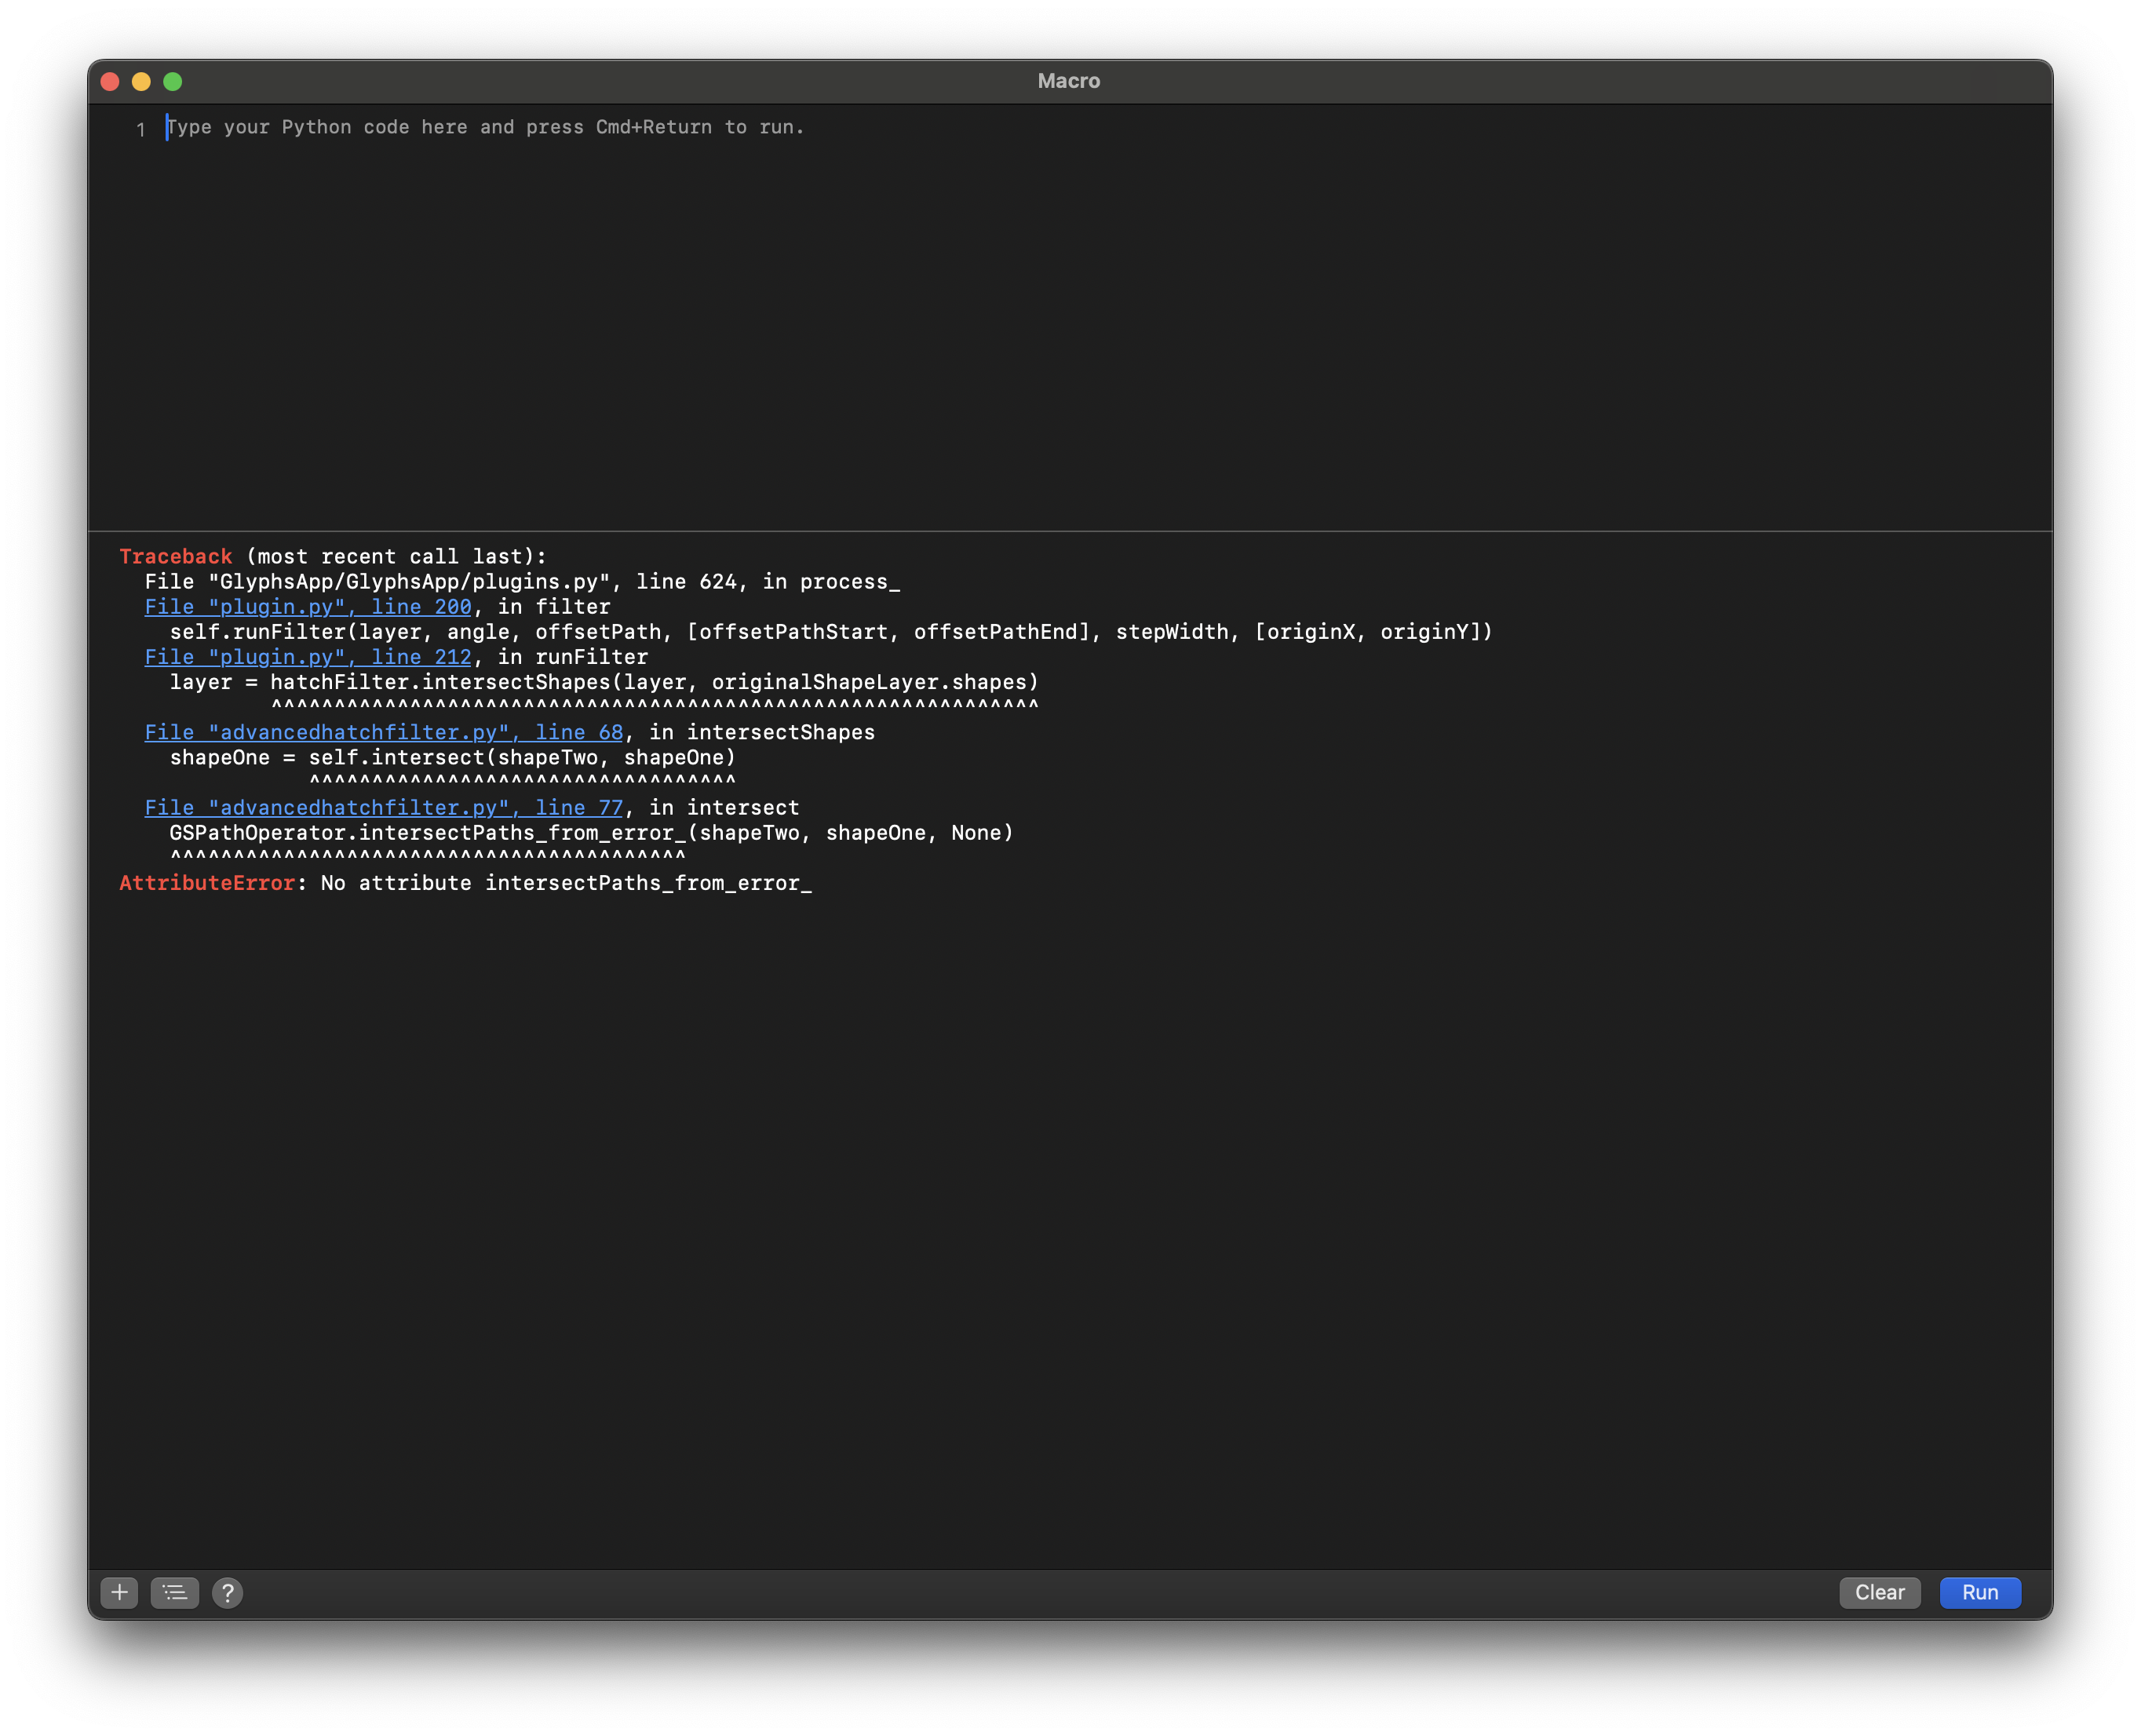 Macro
1 Type your Python code here and press Cmd+Return to run.
Traceback (most recent call last):
  File "GlyphsApp/GlyphsApp/plugins.py", line 624, in process_
  File "plugin.py", line 200, in filter
    self.runFilter(layer, angle, offsetPath, [offsetPathStart, offsetPathEnd], stepWidth, [originX, originY])
  File "plugin.py", line 212, in runFilter
    layer = hatchFilter.intersectShapes(layer, originalShapeLayer.shapes)
            ^^^^^^^^^^^^^^^^^^^^^^^^^^^^^^^^^^^^^^^^^^^^^^^^^^^^^^^^^^^^^
  File "advancedhatchfilter.py", line 68, in intersectShapes
    shapeOne = self.intersect(shapeTwo, shapeOne)
               ^^^^^^^^^^^^^^^^^^^^^^^^^^^^^^^^^^
  File "advancedhatchfilter.py", line 77, in intersect
    GSPathOperator.intersectPaths_from_error_(shapeTwo, shapeOne, None)
    ^^^^^^^^^^^^^^^^^^^^^^^^^^^^^^^^^^^^^^^^^
AttributeError: No attribute intersectPaths_from_error_
+ ? Clear Run